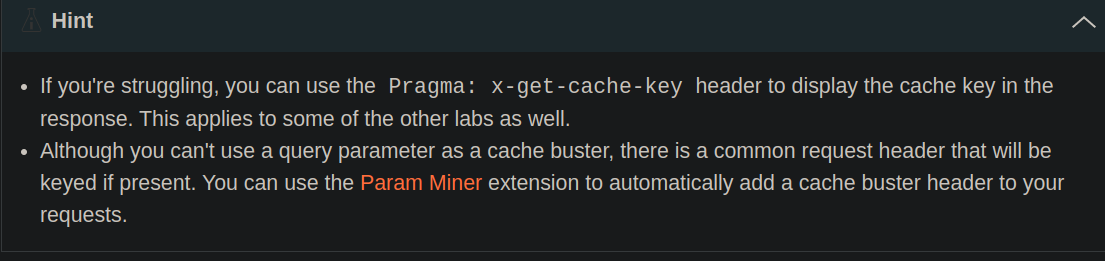 Hint
• If you're struggling, you can use the Pragma: x-get-cache-key header to display the cache key in the
response. This applies to some of the other labs as well.
• Although you can't use a query parameter as a cache buster, there is a common request header that will be
keyed if present. You can use the Param Miner extension to automatically add a cache buster header to your
requests.